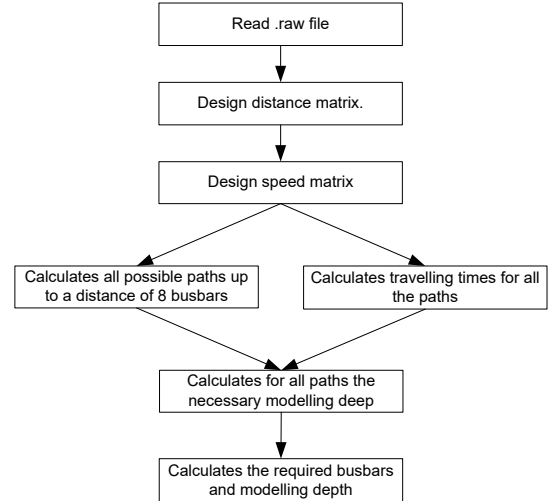 Read .raw file
Design distance matrix.
Design speed matrix
Calculates all possible paths up
to a distance of 8 busbars
Calculates travelling times for all
the paths
Calculates for all paths the
necessary modelling deep
Calculates the required busbars
and modelling depth